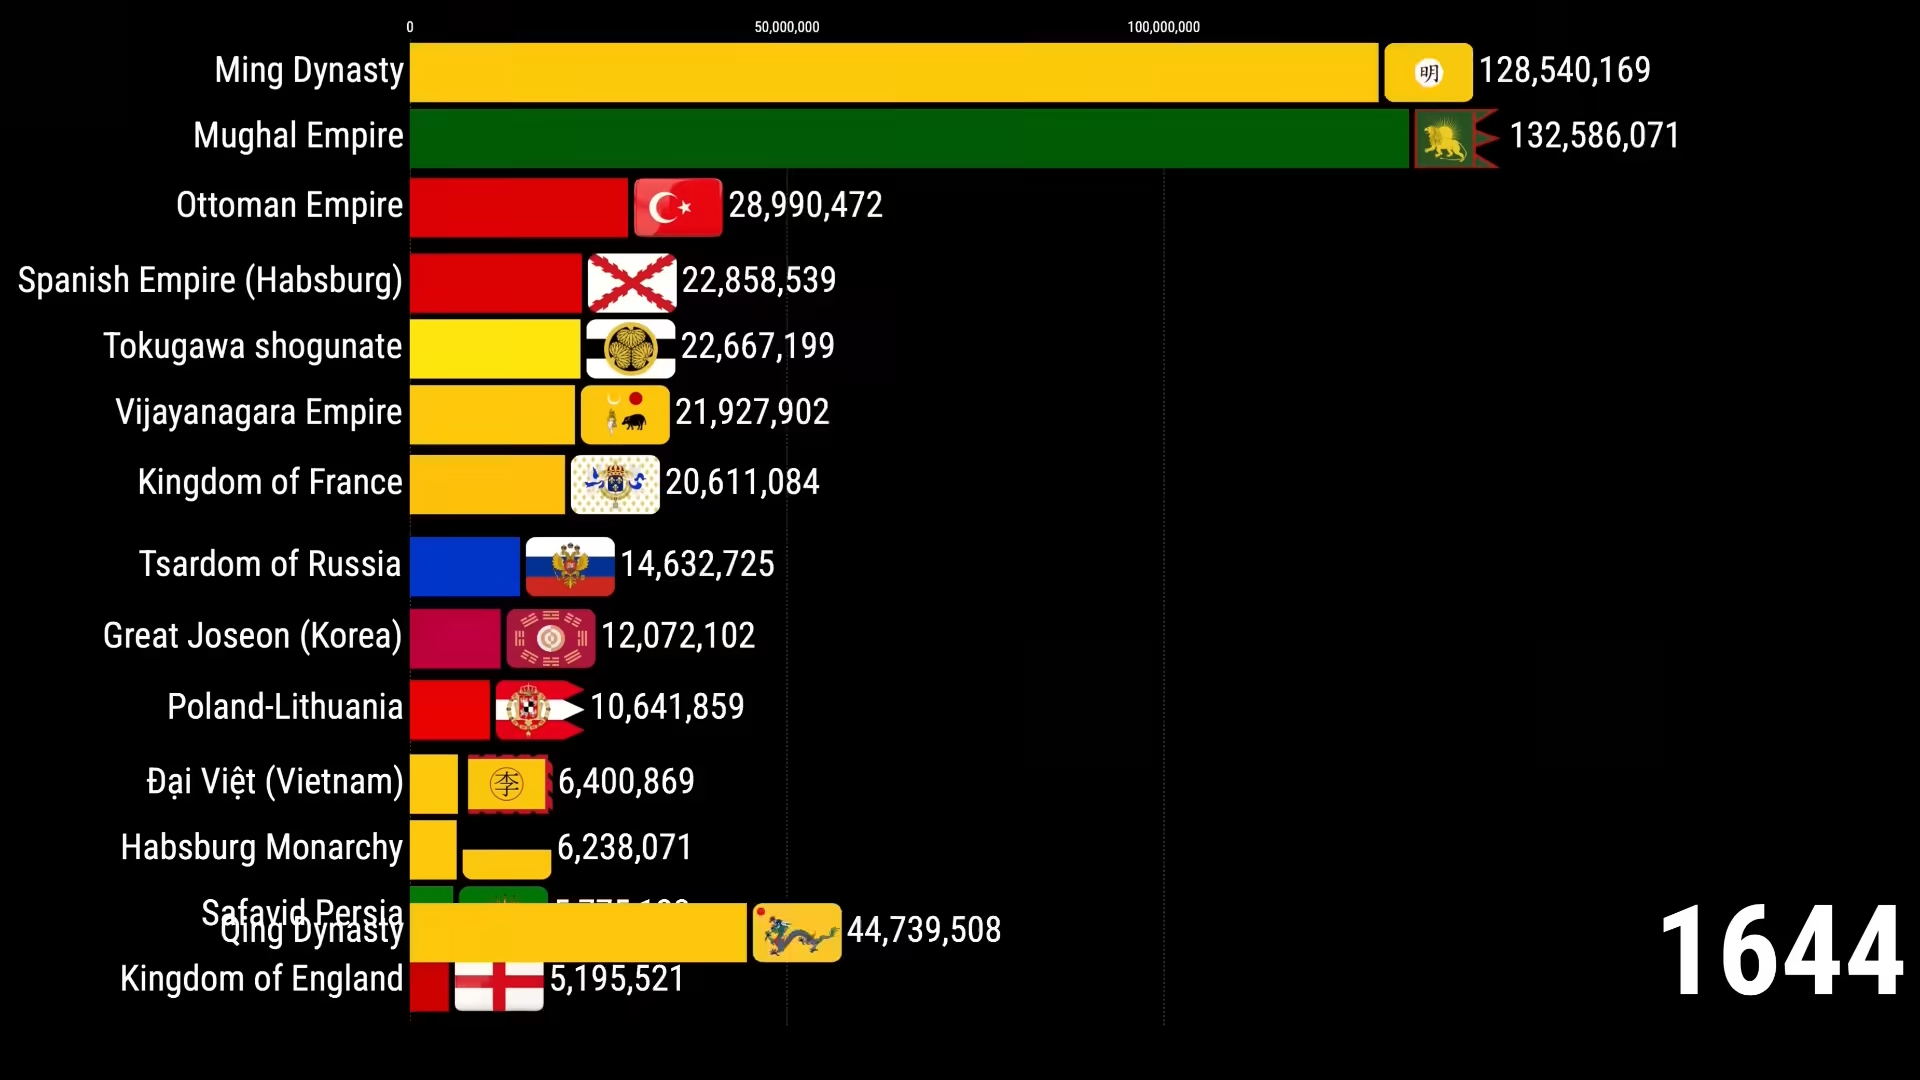 0 50,000,000 100,000,000
Ming Dynasty 明 128,540,169
Mughal Empire 132,586,071
Ottoman Empire 28,990,472
Spanish Empire (Habsburg) 22,858,539
Tokugawa shogunate 22,667,199
Vijayanagara Empire 21,927,902
Kingdom of France 20,611,084
Tsardom of Russia 14,632,725
Great Joseon (Korea) 12,072,102
Poland-Lithuania 10,641,859
Đại Việt (Vietnam) 李 6,400,869
Habsburg Monarchy 6,238,071
Safavid Persia
Qing Dynasty 44,739,508
Kingdom of England 5,195,521
1644